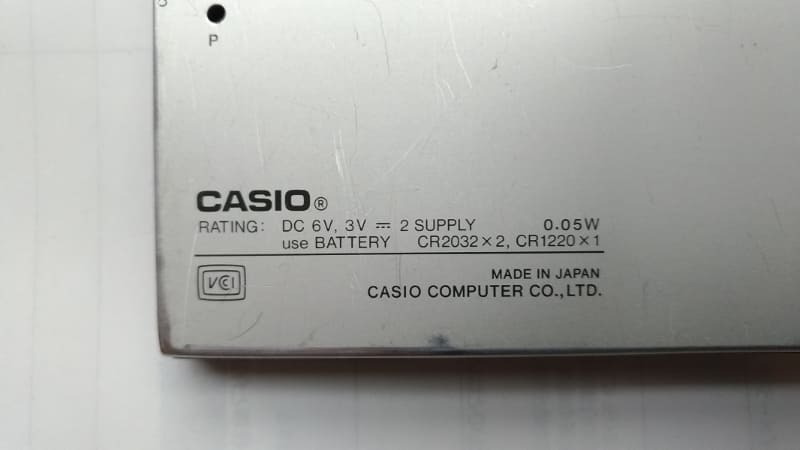 P
CASIO®
RATING: DC 6V, 3V ⎓ 2 SUPPLY 0.05W
use BATTERY CR2032×2, CR1220×1
VCCI
MADE IN JAPAN
CASIO COMPUTER CO.,LTD.